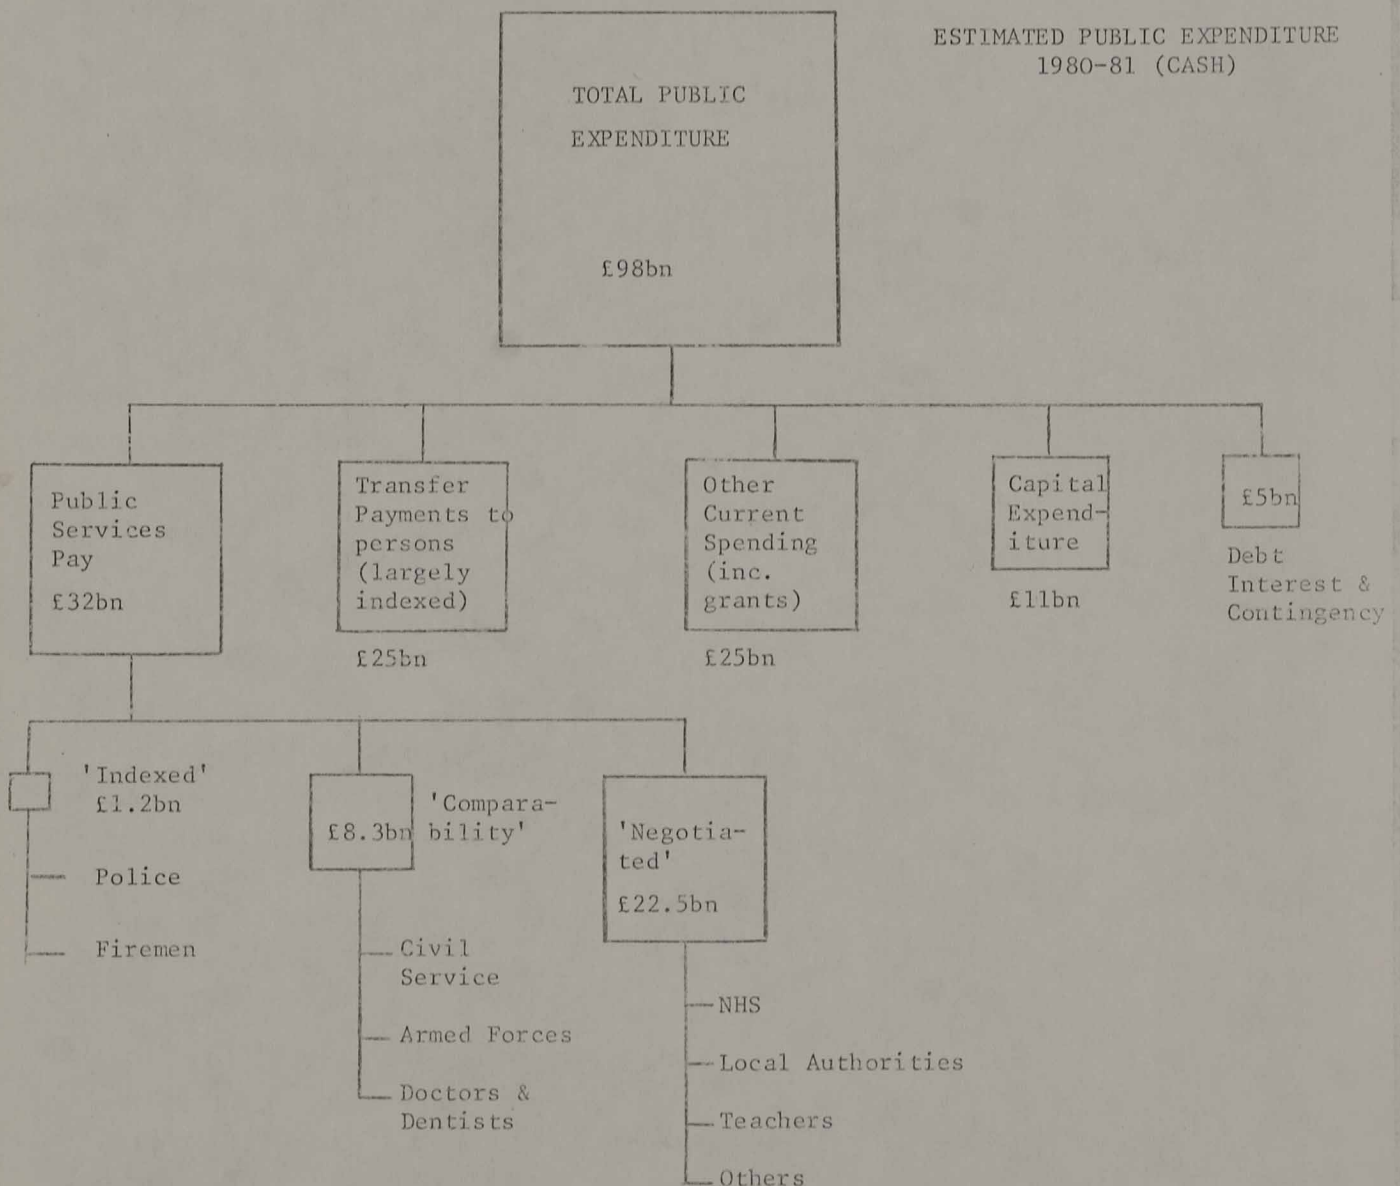 ESTIMATED PUBLIC EXPENDITURE
1980-81 (CASH)
TOTAL PUBLIC
EXPENDITURE
£98bn
Public
Services
Pay
£32bn
Transfer
Payments to
persons
(largely
indexed)
£25bn
Other
Current
Spending
(inc.
grants)
£25bn
Capital
Expend-
iture
£11bn
£5bn
Debt
Interest &
Contingency
'Indexed'
£1.2bn
Police
Firemen
'Compara-
£8.3bn bility'
Civil
Service
Armed Forces
Doctors &
Dentists
'Negotia-
ted'
£22.5bn
NHS
Local Authorities
Teachers
Others